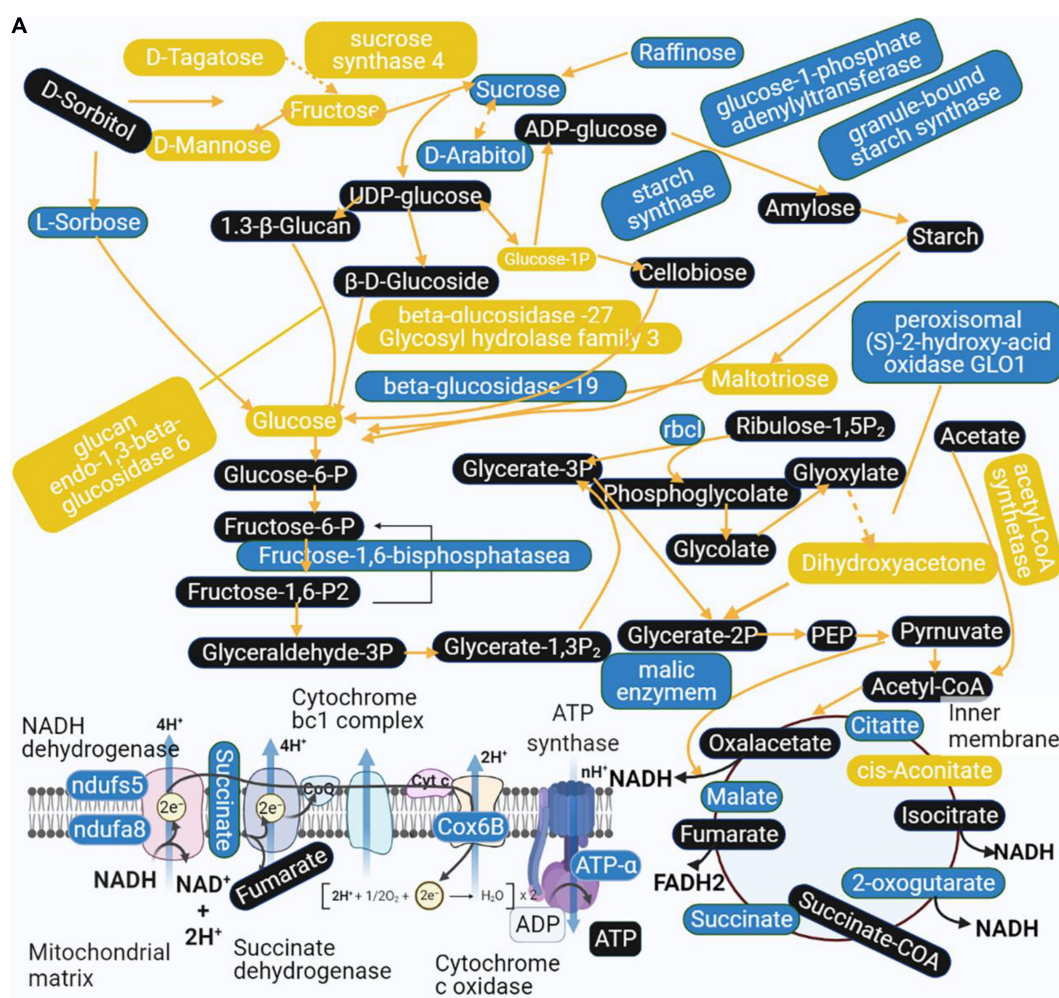 A
D-Tagatose
sucrose
synthase 4
Raffinose
glucose-1-phosphate
adenylyltransferase
D-Sorbitol
Fructose
Sucrose
granule-bound
starch synthase
D-Mannose
D-Arabitol
ADP-glucose
starch
synthase
UDP-glucose
Amylose
L-Sorbose
1.3-β-Glucan
Starch
Glucose-1P
Cellobiose
β-D-Glucoside
beta-glucosidase -27
Glycosyl hydrolase family 3
peroxisomal
(S)-2-hydroxy-acid
oxidase GLO1
beta-glucosidase -19
Maltotriose
glucan
endo-1,3-beta-
glucosidase 6
Glucose
rbcl
Ribulose-1,5P2
Acetate
Glucose-6-P
Glycerate-3P
Phosphoglycolate
Glyoxylate
acetyl-CoA
synthetase
Fructose-6-P
Fructose-1,6-bisphosphatasea
Glycolate
Dihydroxyacetone
Fructose-1,6-P2
Glyceraldehyde-3P
Glycerate-1,3P2
Glycerate-2P
PEP
Pyrnuvate
malic
enzymem
Acetyl-CoA
Inner
membrane
NADH
dehydrogenase
4H+
Succinate
4H+
Cytochrome
bc1 complex
2H+
ATP
synthase
nH+
NADH
Oxalacetate
Citatte
cis-Aconitate
ndufs5
ndufa8
2e-
2e-
CoQ
Cyt c
Cox6B
Malate
Fumarate
Isocitrate
NADH
FADH2
2-oxogutarate
NADH
Succinate
Succinate-COA
NADH
NAD+
+
2H+
Fumarate
[2H+ + 1/2O2 + 2e- H2O] x 2
ATP-α
ADP
ATP
Mitochondrial
matrix
Succinate
dehydrogenase
Cytochrome
c oxidase